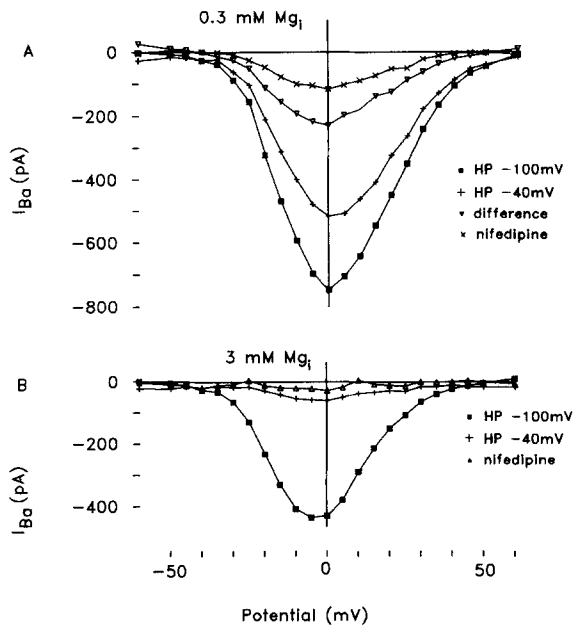 0.3 mM Mgi
A
0
−200
−400
−600
−800
IBa(pA)
HP −100mV
HP −40mV
difference
nifedipine
3 mM Mgi
B
0
−200
−400
IBa(pA)
HP −100mV
HP −40mV
nifedipine
−50
0
50
Potential (mV)